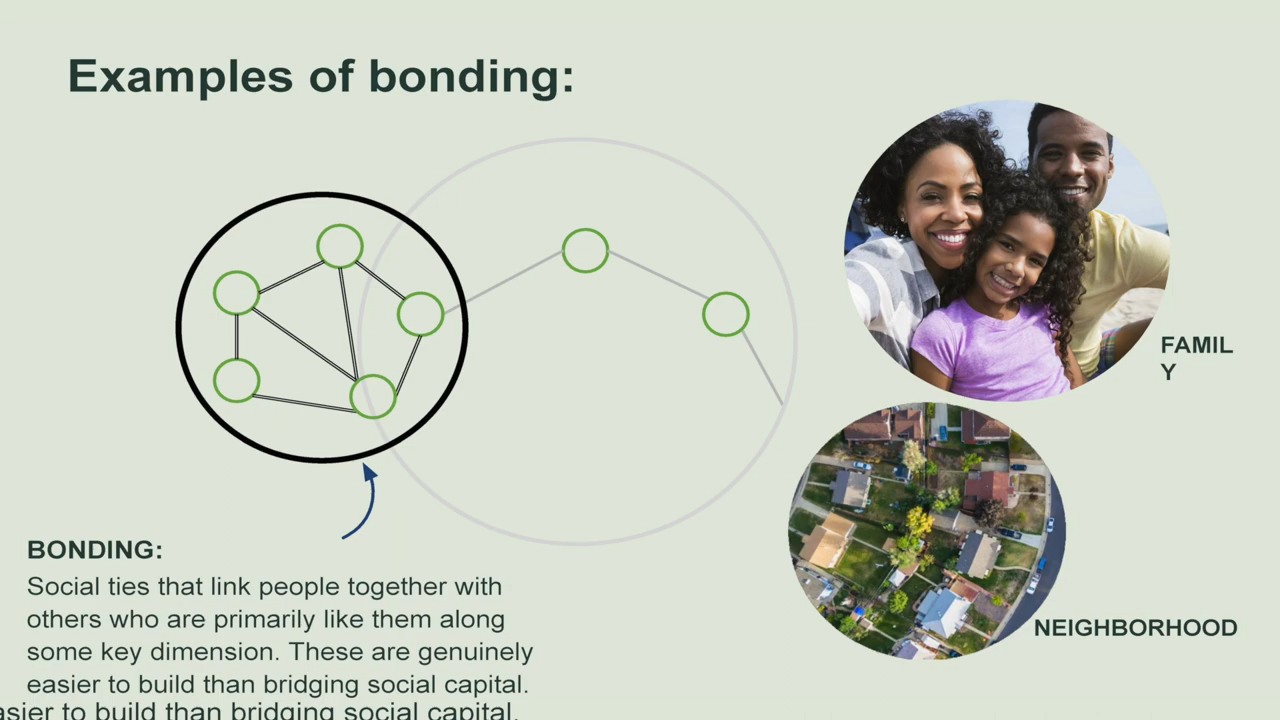 Examples of bonding:
FAMIL
Y
NEIGHBORHOOD
BONDING:
Social ties that link people together with
others who are primarily like them along
some key dimension. These are genuinely
easier to build than bridging social capital.
asier to build than bridging social capital.